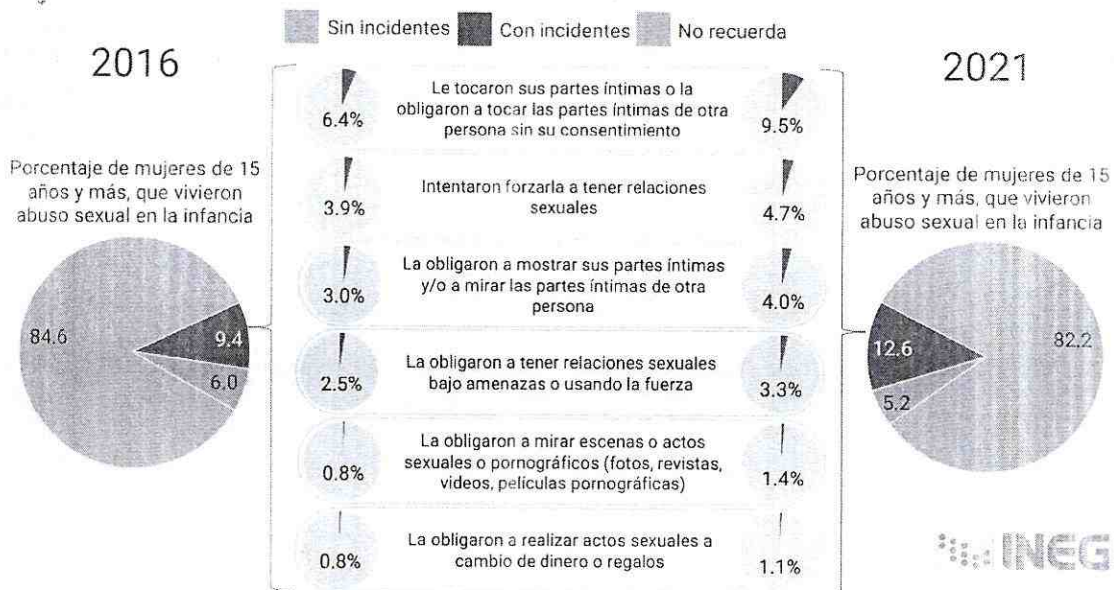 Sin incidentes Con incidentes No recuerda
2016
2021
Porcentaje de mujeres de 15
años y más, que vivieron
abuso sexual en la infancia
84.6
9.4
6.0
6.4%
Le tocaron sus partes íntimas o la
obligaron a tocar las partes íntimas de otra
persona sin su consentimiento
9.5%
3.9%
Intentaron forzarla a tener relaciones
sexuales
4.7%
3.0%
La obligaron a mostrar sus partes íntimas
y/o a mirar las partes íntimas de otra
persona
4.0%
2.5%
La obligaron a tener relaciones sexuales
bajo amenazas o usando la fuerza
3.3%
0.8%
La obligaron a mirar escenas o actos
sexuales o pornográficos (fotos, revistas,
videos, películas pornográficas)
1.4%
0.8%
La obligaron a realizar actos sexuales a
cambio de dinero o regalos
1.1%
Porcentaje de mujeres de 15
años y más, que vivieron
abuso sexual en la infancia
82.2
12.6
5.2
INEG